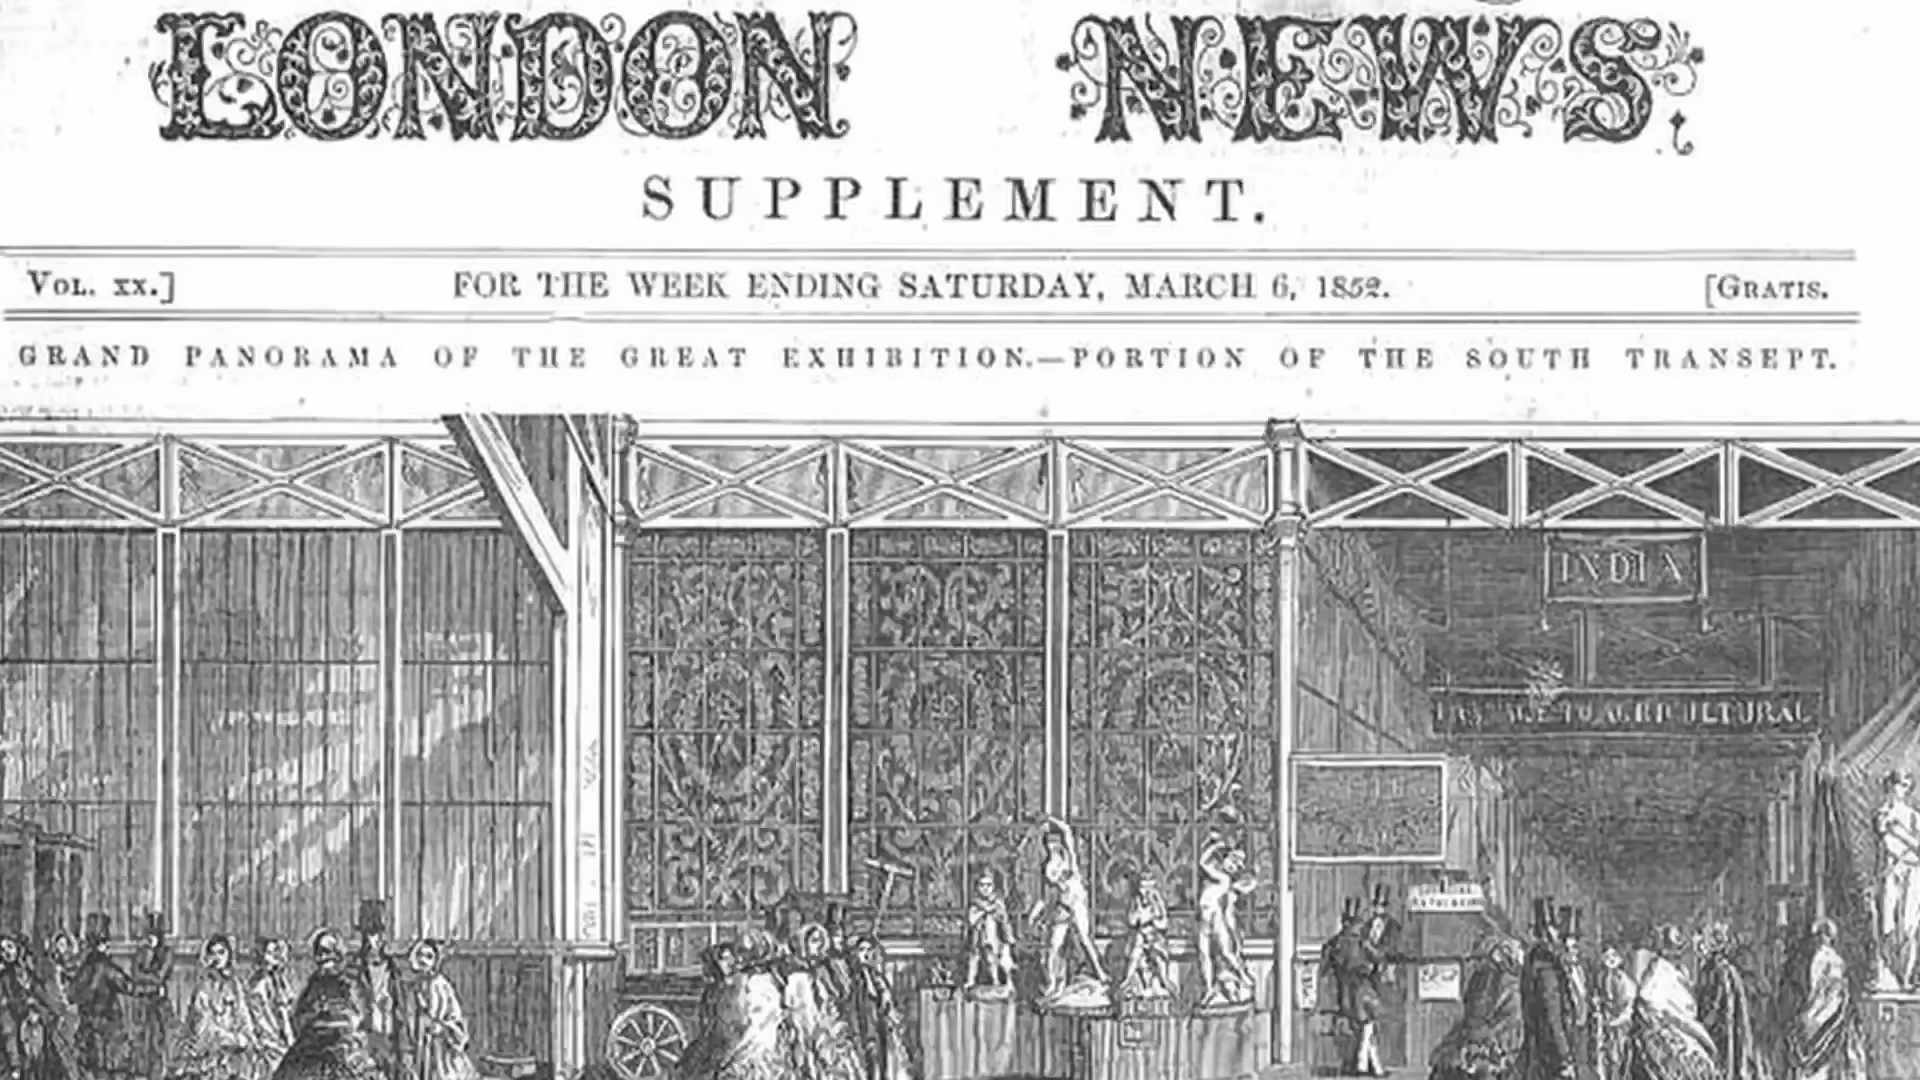 LONDON NEWS
SUPPLEMENT.
VOL. XX.] FOR THE WEEK ENDING SATURDAY, MARCH 6, 1852. [GRATIS.
GRAND PANORAMA OF THE GREAT EXHIBITION.—PORTION OF THE SOUTH TRANSEPT.
INDIA
AGRICULTURAL